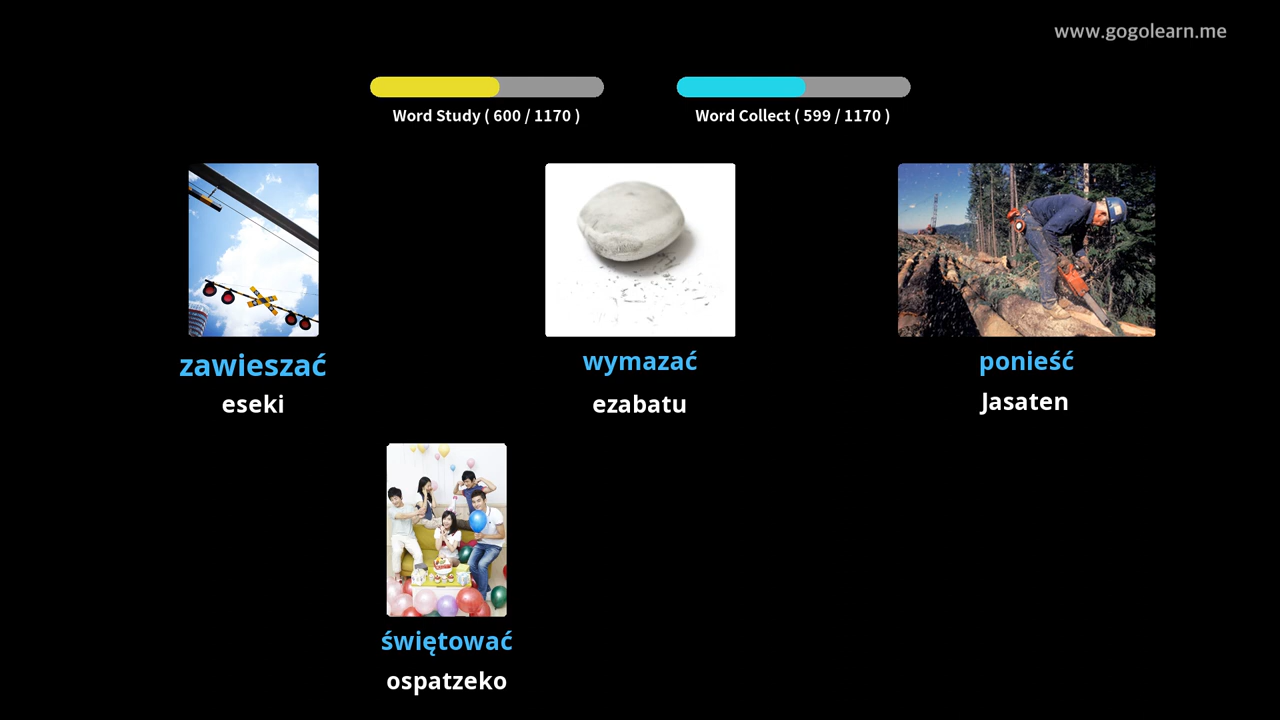 www.gogolearn.me
Word Study ( 600 / 1170 )
Word Collect ( 599 / 1170 )
zawieszać
eseki
wymazać
ezabatu
ponieść
Jasaten
świętować
ospatzeko